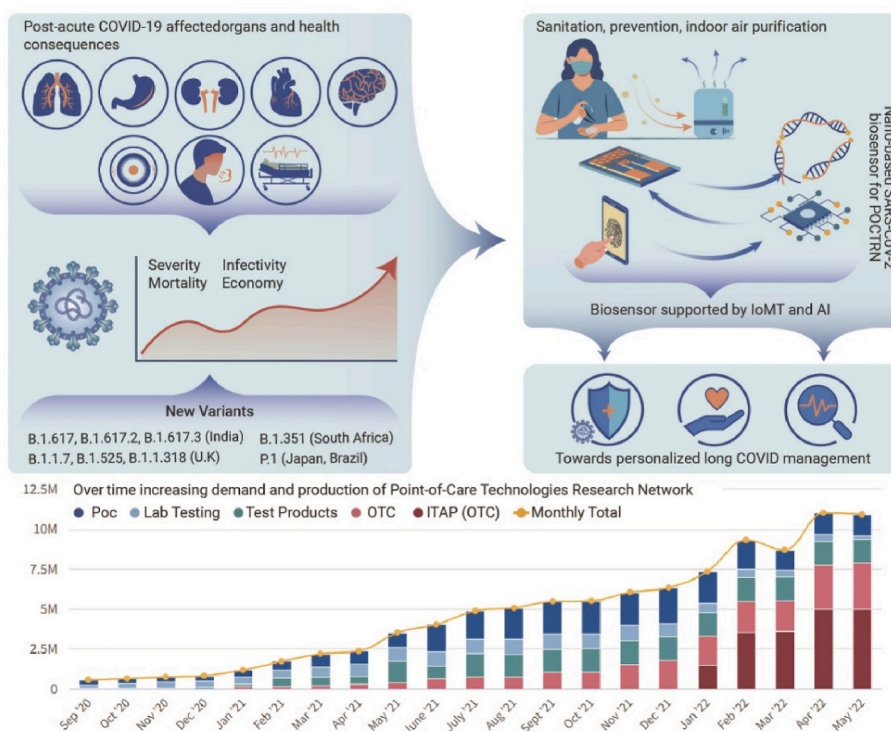 Post-acute COVID-19 affectedorgans and health
consequences
Severity Infectivity
Mortality Economy
New Variants
B.1.617, B.1.617.2, B.1.617.3 (India) B.1.351 (South Africa)
B.1.1.7, B.1.525, B.1.1.318 (U.K) P.1 (Japan, Brazil)
Sanitation, prevention, indoor air purification
Nano-based SARS-CoV-2
biosensor for POCTRN
Biosensor supported by IoMT and AI
Towards personalized long COVID management
Over time increasing demand and production of Point-of-Care Technologies Research Network
Poc Lab Testing Test Products OTC ITAP (OTC) Monthly Total
12.5M
10M
7.5M
5M
2.5M
0
Sep '20
Oct '20
Nov '20
Dec '20
Jan '21
Feb '21
Mar '21
Apr '21
May '21
June '21
July '21
Aug '21
Sept '21
Oct '21
Nov '21
Dec '21
Jan '22
Feb '22
Mar '22
Apr '22
May '22